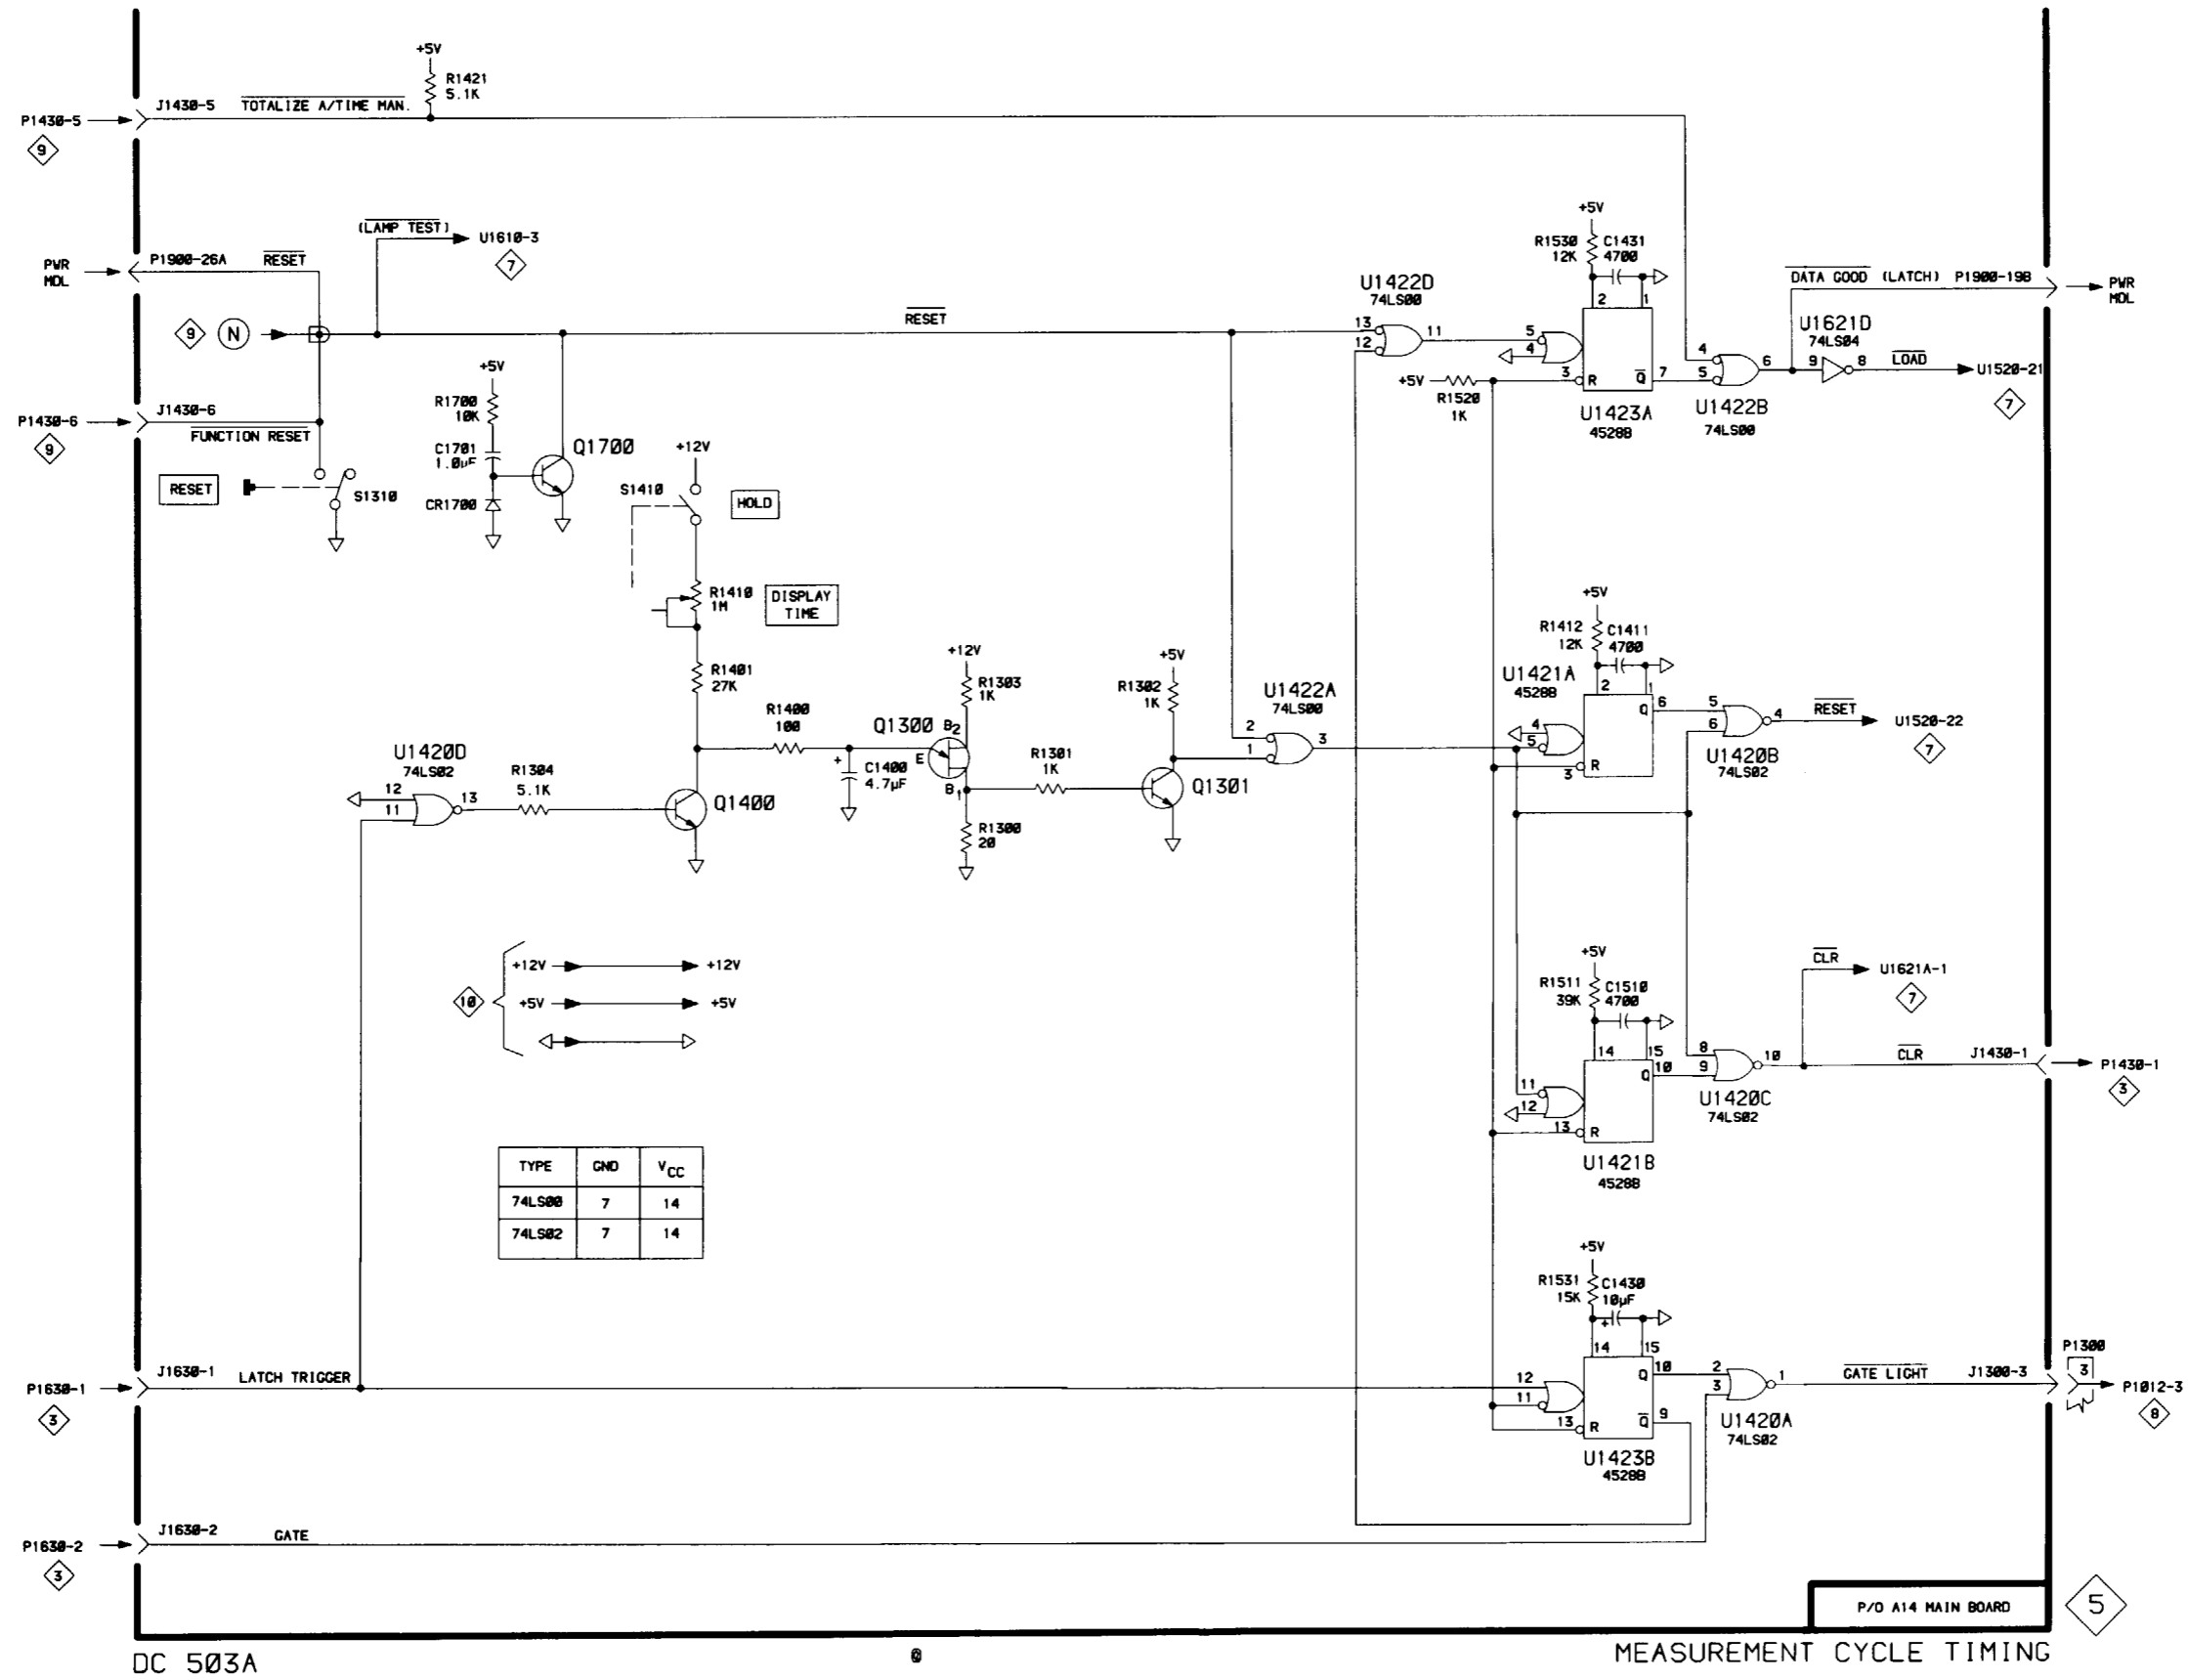 +5V
R1421
5.1K
J1430-5 TOTALIZE A/TIME MAN.
P1430-5
9
(LAMP TEST)
U1610-3
7
PWR
MDL
P1900-26A RESET
9 N
RESET
P1430-6
J1430-6
FUNCTION RESET
9
RESET
S1310
+5V
R1700
10K
C1701
1.0µF
CR1700
Q1700
+12V
S1410
HOLD
R1410
1M
DISPLAY
TIME
R1401
27K
R1400
100
U1420D
74LS02
12
11
13
R1304
5.1K
Q1400
C1400
+
4.7µF
Q1300
E
B2
B1
+12V
R1303
1K
R1301
1K
R1300
20
+5V
R1302
1K
Q1301
U1422A
74LS00
2
1
3
U1422D
74LS00
13
12
11
+5V
R1520
1K
+5V
R1530
12K
C1431
4700
2
1
5
4
3
R
Q
7
U1423A
4528B
4
5
6
U1422B
74LS00
DATA GOOD (LATCH) P1900-19B
PWR
MDL
U1621D
74LS04
9
8
LOAD
U1520-21
7
+5V
R1412
12K
C1411
4700
U1421A
4528B
2
1
4
5
3
R
Q
6
5
6
4
U1420B
74LS02
RESET
U1520-22
7
+5V
R1511
39K
C1510
4700
14
15
11
12
13
R
Q
10
U1421B
4528B
8
9
10
U1420C
74LS02
CLR
U1621A-1
7
CLR
J1430-1
P1430-1
3
+12V
+12V
10
+5V
+5V
TYPE GND VCC
74LS00 7 14
74LS02 7 14
+5V
R1531
15K
C1430
10µF
+
14
15
12
11
13
R
Q
10
Q
9
U1423B
4528B
2
3
1
U1420A
74LS02
GATE LIGHT
J1300-3
P1300
3
P1012-3
8
P1630-1
J1630-1
LATCH TRIGGER
3
P1630-2
J1630-2
GATE
3
P/O A14 MAIN BOARD
5
DC 503A
@
MEASUREMENT CYCLE TIMING